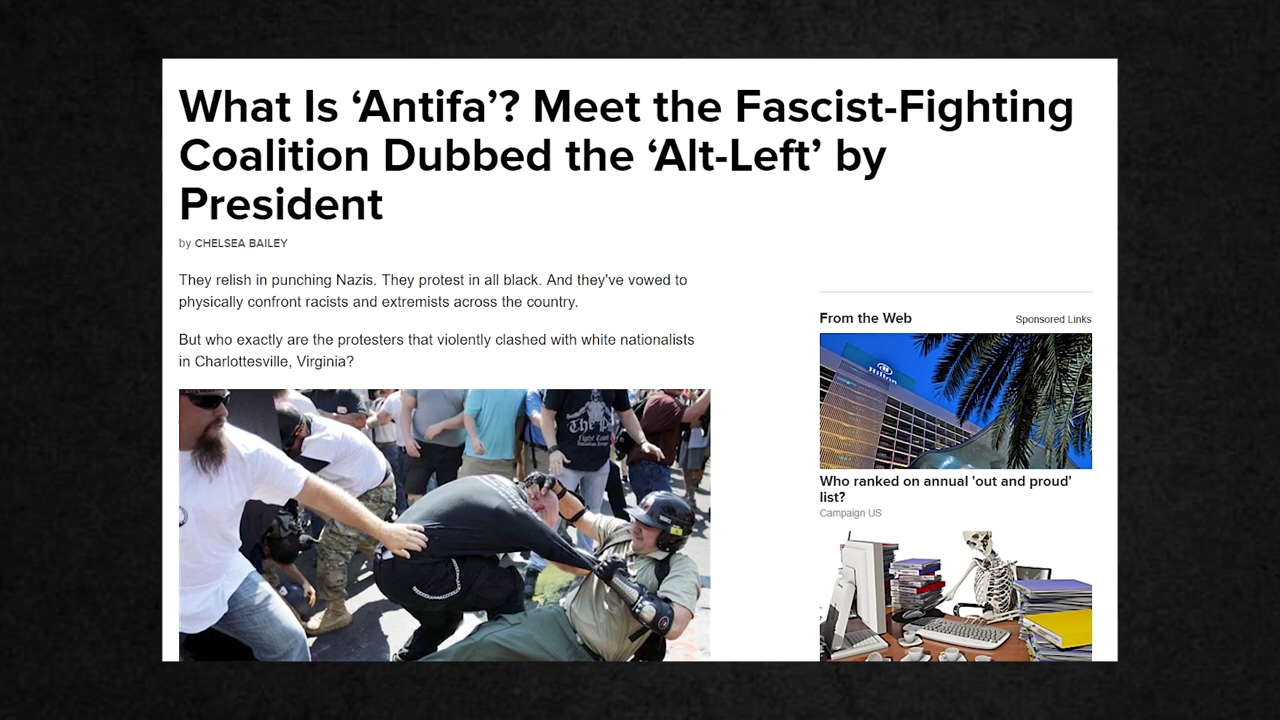 What Is ‘Antifa’? Meet the Fascist-Fighting
Coalition Dubbed the ‘Alt-Left’ by
President
by CHELSEA BAILEY
They relish in punching Nazis. They protest in all black. And they've vowed to
physically confront racists and extremists across the country.
But who exactly are the protesters that violently clashed with white nationalists
in Charlottesville, Virginia?
The
From the Web
Sponsored Links
Hilton
Who ranked on annual 'out and proud'
list?
Campaign US